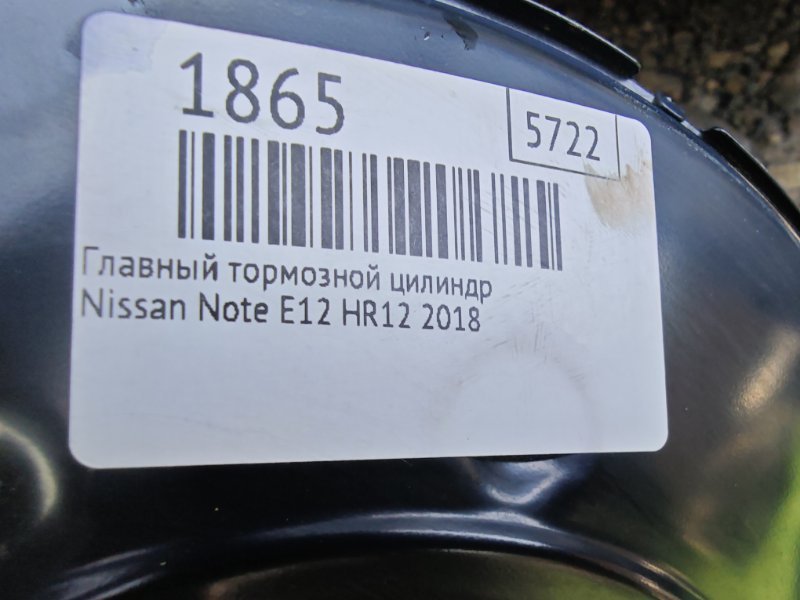 1865
5722
Главный тормозной цилиндр
Nissan Note E12 HR12 2018